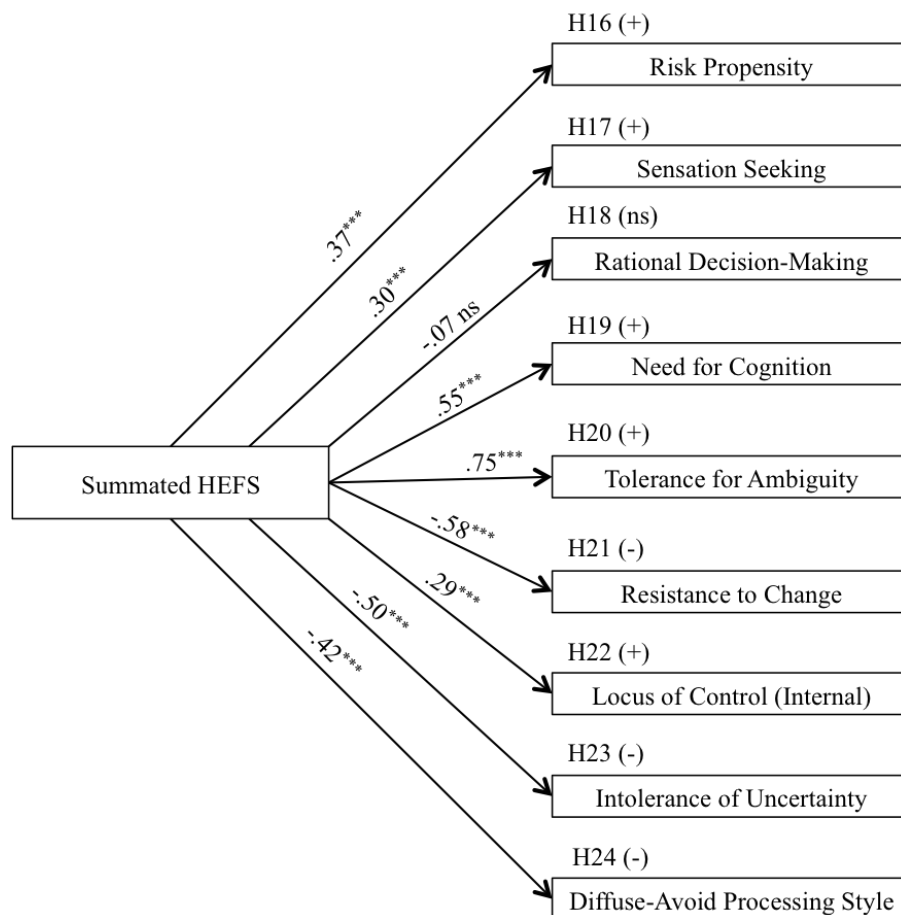 H16 (+)
Risk Propensity
H17 (+)
Sensation Seeking
H18 (ns)
Rational Decision-Making
H19 (+)
Need for Cognition
H20 (+)
Tolerance for Ambiguity
H21 (-)
Resistance to Change
H22 (+)
Locus of Control (Internal)
H23 (-)
Intolerance of Uncertainty
H24 (-)
Diffuse-Avoid Processing Style
Summated HEFS
.37***
.30***
-.07 ns
.55***
.75***
-.58***
.29***
-.50***
-.42***